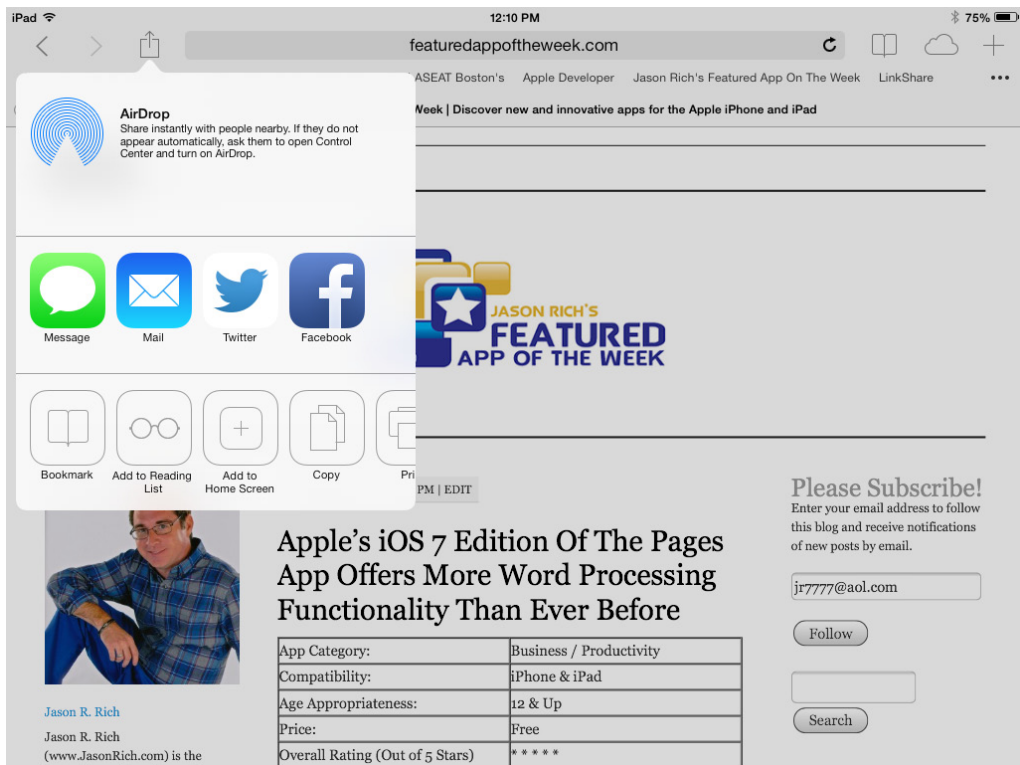 iPad 12:10 PM 75%
featuredappoftheweek.com
ASEAT Boston's Apple Developer Jason Rich's Featured App On The Week LinkShare •••
Week | Discover new and innovative apps for the Apple iPhone and iPad
AirDrop
Share instantly with people nearby. If they do not
appear automatically, ask them to open Control
Center and turn on AirDrop.
Message Mail Twitter Facebook
Bookmark Add to Reading List Add to Home Screen Copy Pri
JASON RICH'S
FEATURED
APP OF THE WEEK
PM | EDIT
Apple's iOS 7 Edition Of The Pages
App Offers More Word Processing
Functionality Than Ever Before
App Category: Business / Productivity
Compatibility: iPhone & iPad
Age Appropriateness: 12 & Up
Price: Free
Overall Rating (Out of 5 Stars) * * * * *
Jason R. Rich
Jason R. Rich
(www.JasonRich.com) is the
Please Subscribe!
Enter your email address to follow
this blog and receive notifications
of new posts by email.
jr7777@aol.com
Follow
Search